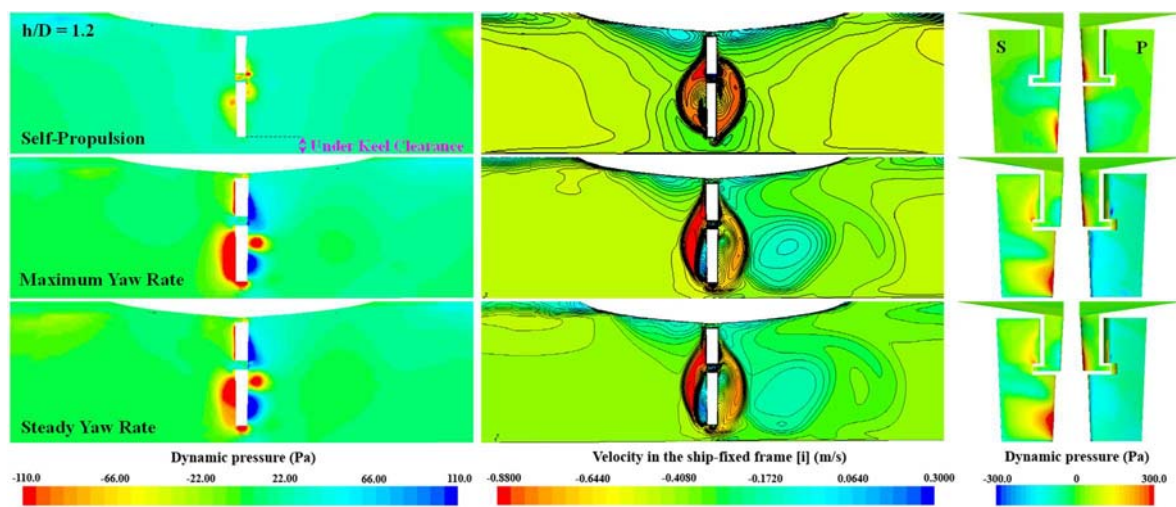 h/D = 1.2
S P
Self-Propulsion
Under Keel Clearance
Maximum Yaw Rate
Steady Yaw Rate
Dynamic pressure (Pa)
-110.0 -66.00 -22.00 22.00 66.00 110.0
Velocity in the ship-fixed frame [i] (m/s)
-0.8800 -0.6440 -0.4080 -0.1720 0.0640 0.3000
Dynamic pressure (Pa)
-300.0 0 300.0